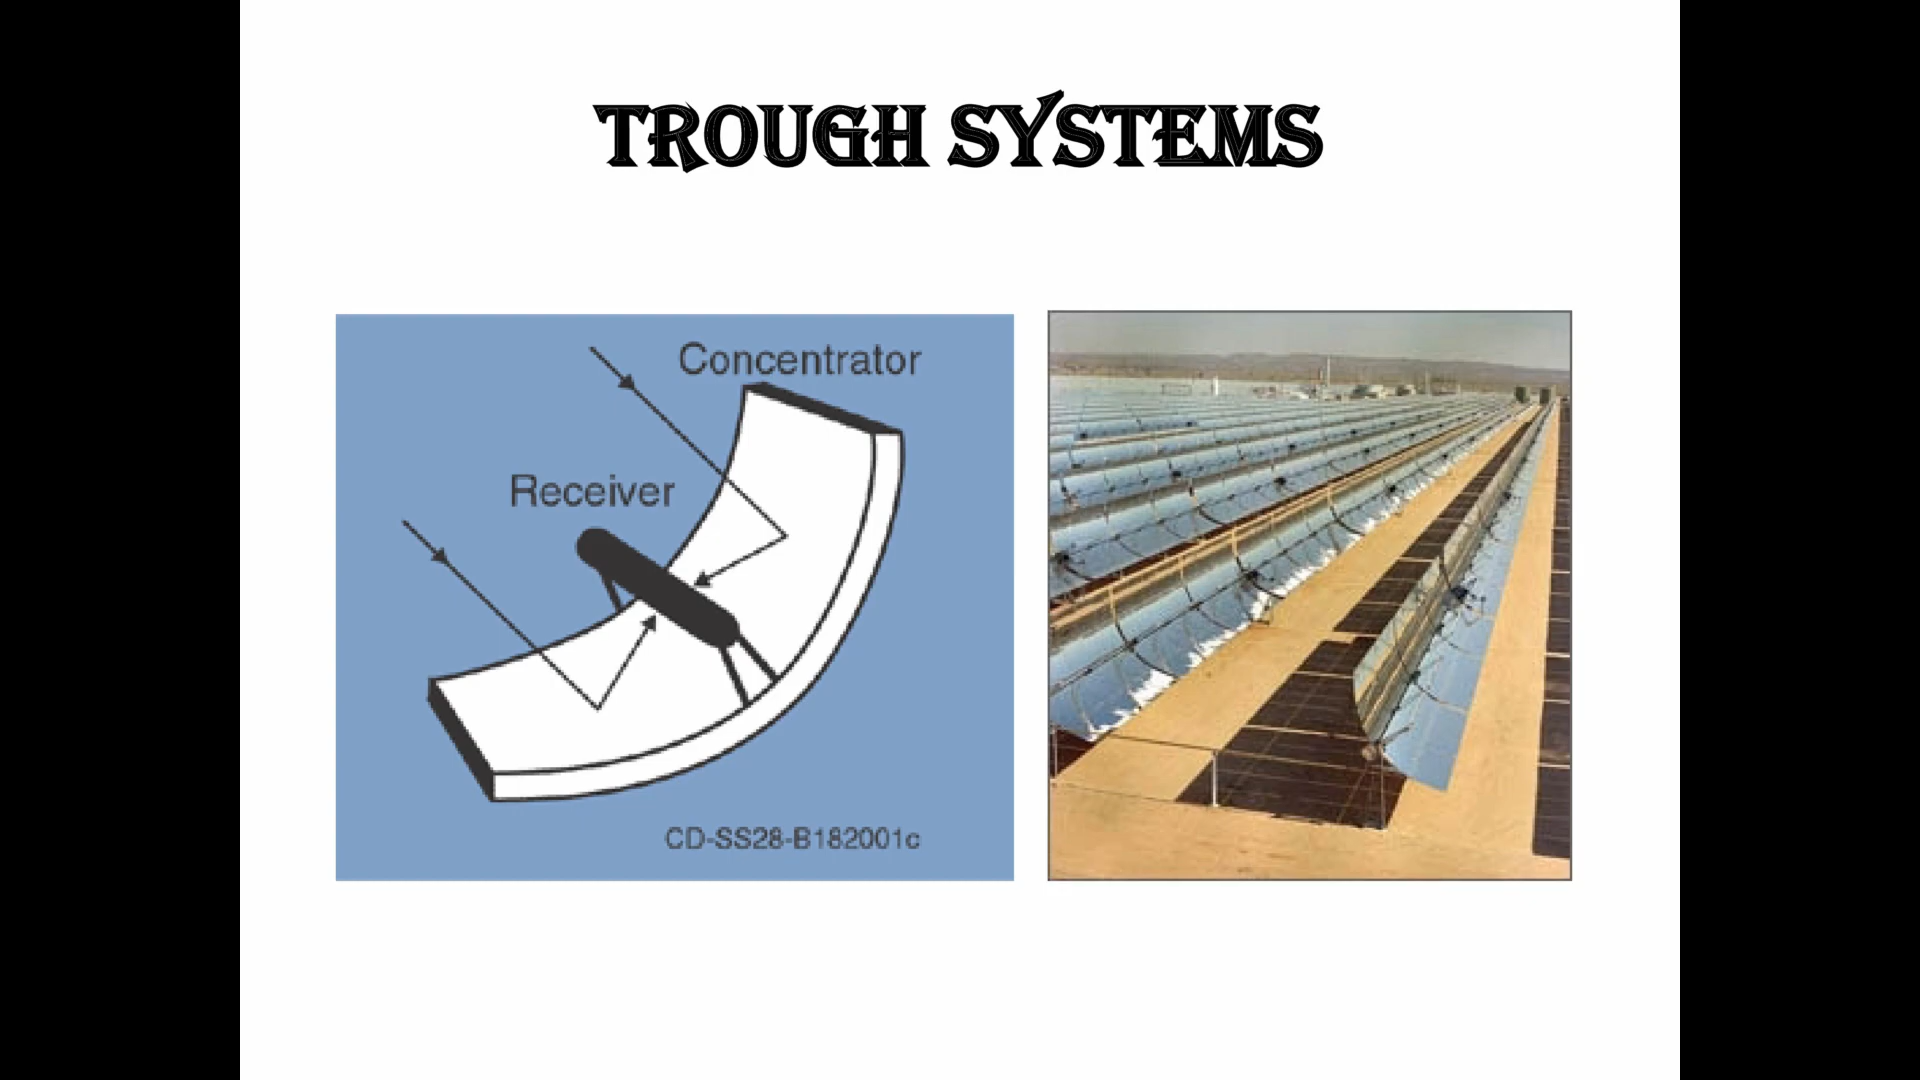 TROUGH SYSTEMS
Concentrator
Receiver
CD-SS28-B182001c